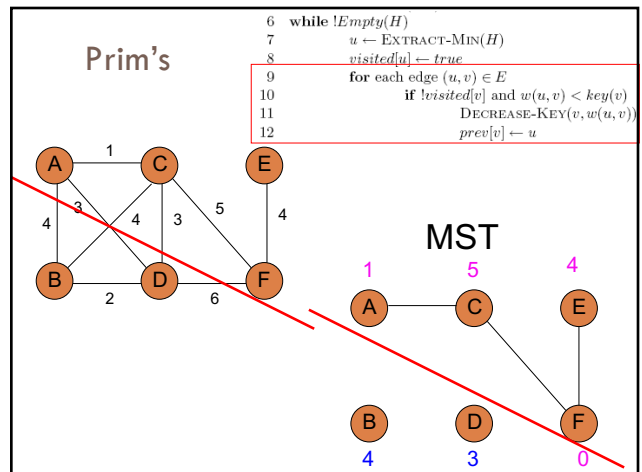 Prim's
6 while !Empty(H)
7 u ← EXTRACT-MIN(H)
8 visited[u] ← true
9 for each edge (u, v) ∈ E
10 if !visited[v] and w(u, v) < key(v)
11 DECREASE-KEY(v, w(u, v))
12 prev[v] ← u
1
A C E
4 3 4 3 5 4
B D F
2 6
MST
1 5 4
A C E
B D F
4 3 0